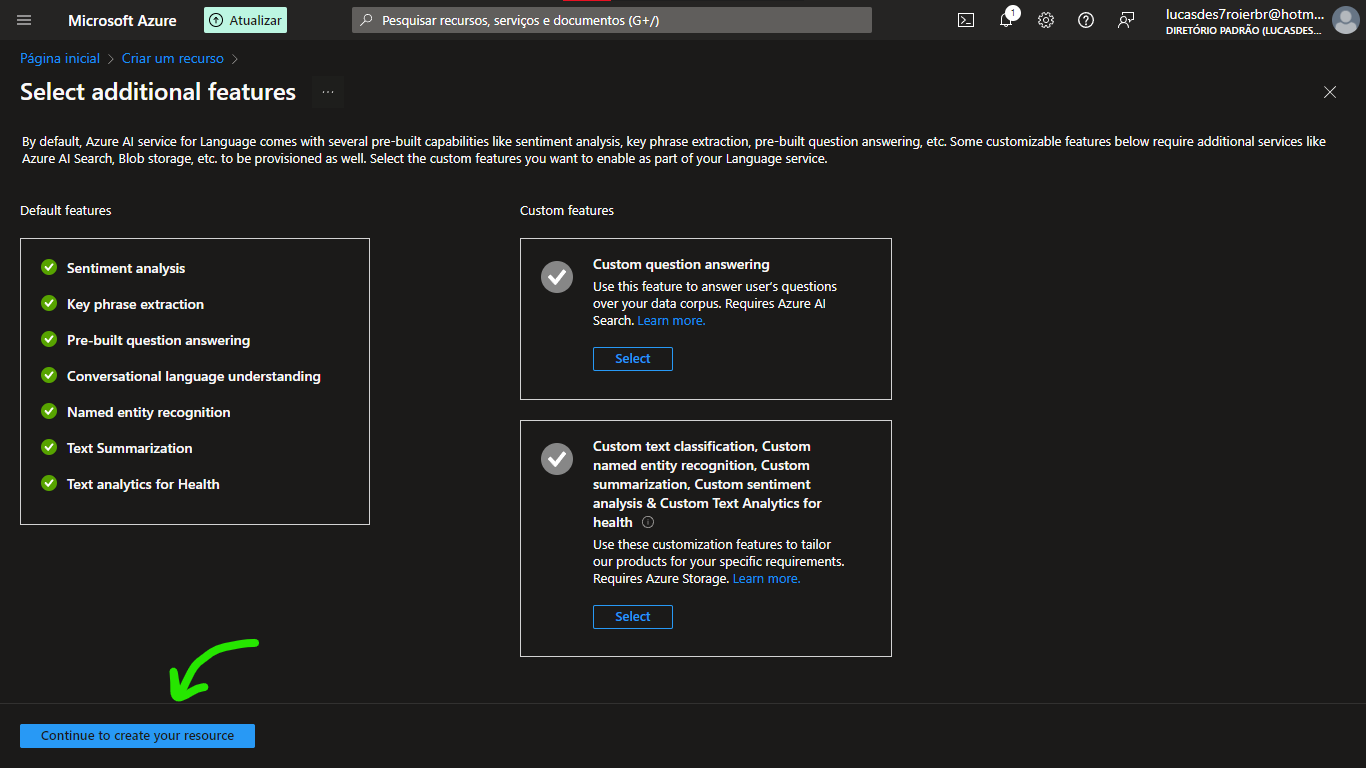 Microsoft Azure
Atualizar
Pesquisar recursos, serviços e documentos (G+/)
1
lucasdes7roierbr@hotm...
DIRETÓRIO PADRÃO (LUCASDES...
Página inicial > Criar um recurso >
Select additional features ...
By default, Azure AI service for Language comes with several pre-built capabilities like sentiment analysis, key phrase extraction, pre-built question answering, etc. Some customizable features below require additional services like
Azure AI Search, Blob storage, etc. to be provisioned as well. Select the custom features you want to enable as part of your Language service.
Default features
Sentiment analysis
Key phrase extraction
Pre-built question answering
Conversational language understanding
Named entity recognition
Text Summarization
Text analytics for Health
Custom features
Custom question answering
Use this feature to answer user's questions
over your data corpus. Requires Azure AI
Search. Learn more.
Select
Custom text classification, Custom
named entity recognition, Custom
summarization, Custom sentiment
analysis & Custom Text Analytics for
health
Use these customization features to tailor
our products for your specific requirements.
Requires Azure Storage. Learn more.
Select
Continue to create your resource